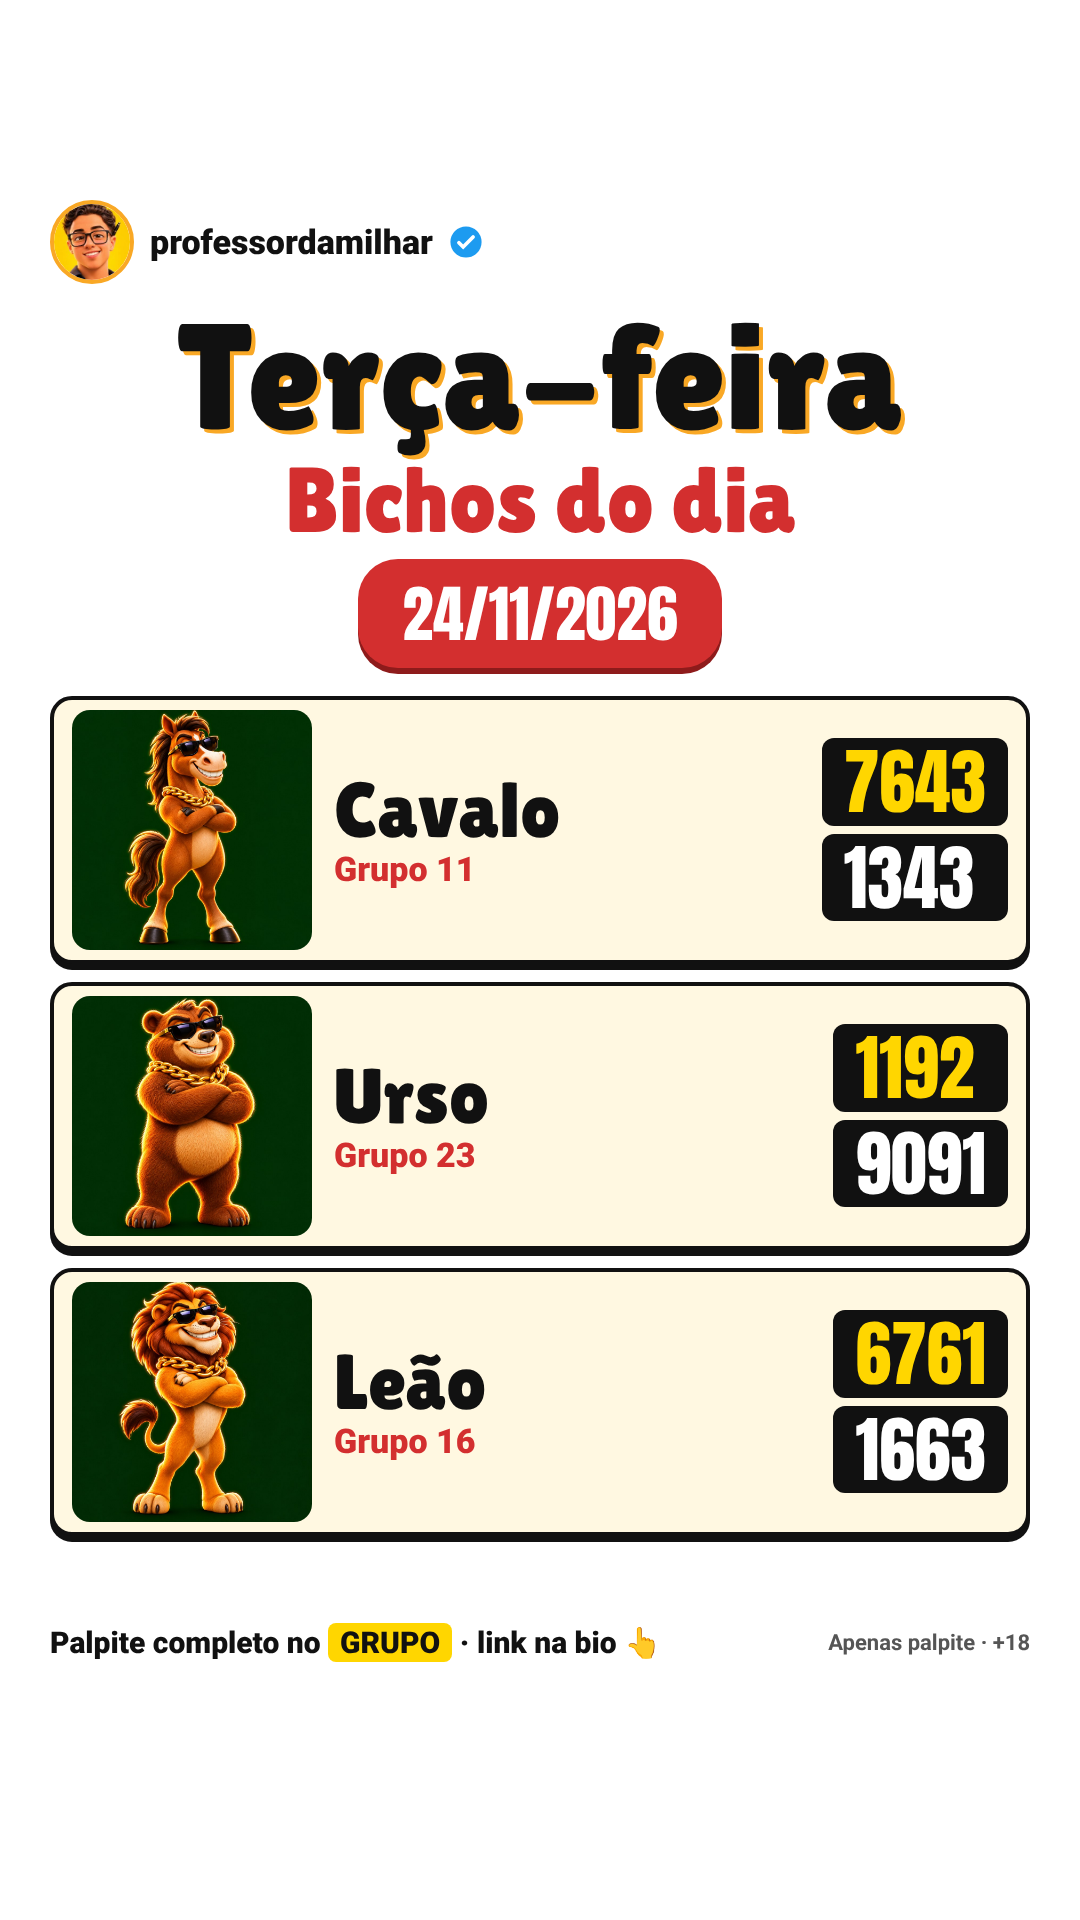 professordamilhar
Terça-feira
Bichos do dia
24/11/2026
Cavalo
Grupo 11
7643
1343
Urso
Grupo 23
1192
9091
Leão
Grupo 16
6761
1663
Palpite completo no GRUPO · link na bio 👆
Apenas palpite · +18